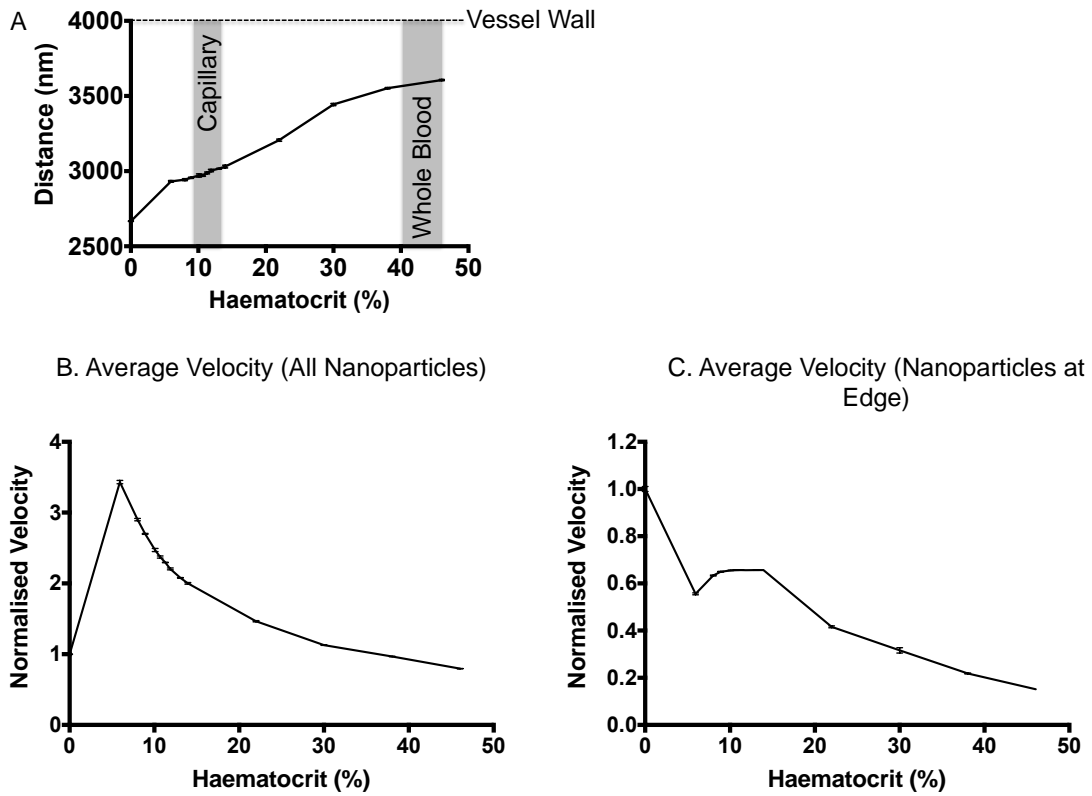 A
Vessel Wall
4000
3500
3000
2500
Distance (nm)
Capillary
Whole Blood
0 10 20 30 40 50
Haematocrit (%)
B. Average Velocity (All Nanoparticles)
4
3
2
1
0
Normalised Velocity
0 10 20 30 40 50
Haematocrit (%)
C. Average Velocity (Nanoparticles at
Edge)
1.2
1.0
0.8
0.6
0.4
0.2
0.0
Normalised Velocity
0 10 20 30 40 50
Haematocrit (%)